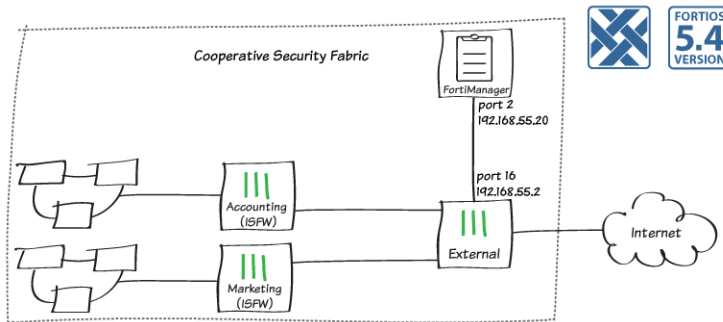 Cooperative Security Fabric
FORTIOS
5.4
VERSION
FortiManager
port 2
192.168.55.20
port 16
192.168.55.2
Accounting
(ISFW)
External
Internet
Marketing
(ISFW)